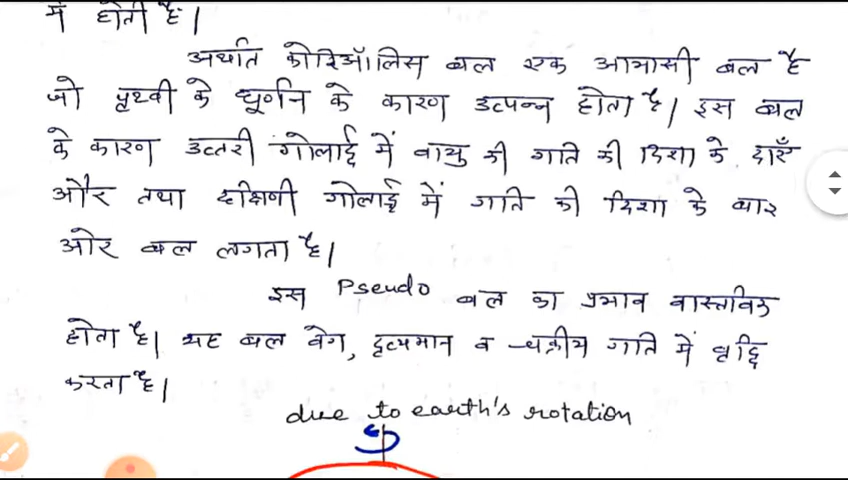 में होती है।
अर्थात कोरिऑलिस बल एक आभासी बल है
जो पृथ्वी के घूर्णन के कारण उत्पन्न होता है। इस बल
के कारण उत्तरी गोलार्द्ध में वायु की गति की दिशा के दाएँ
और तथा दक्षिणी गोलार्द्ध में गति की दिशा के बार
ओर बल लगता है।
इस Pseudo बल का प्रभाव वास्तविक
होता है। यह बल वेग, द्रव्यमान व चक्रीय गति में वृद्धि
करता है।
due to earth's rotation